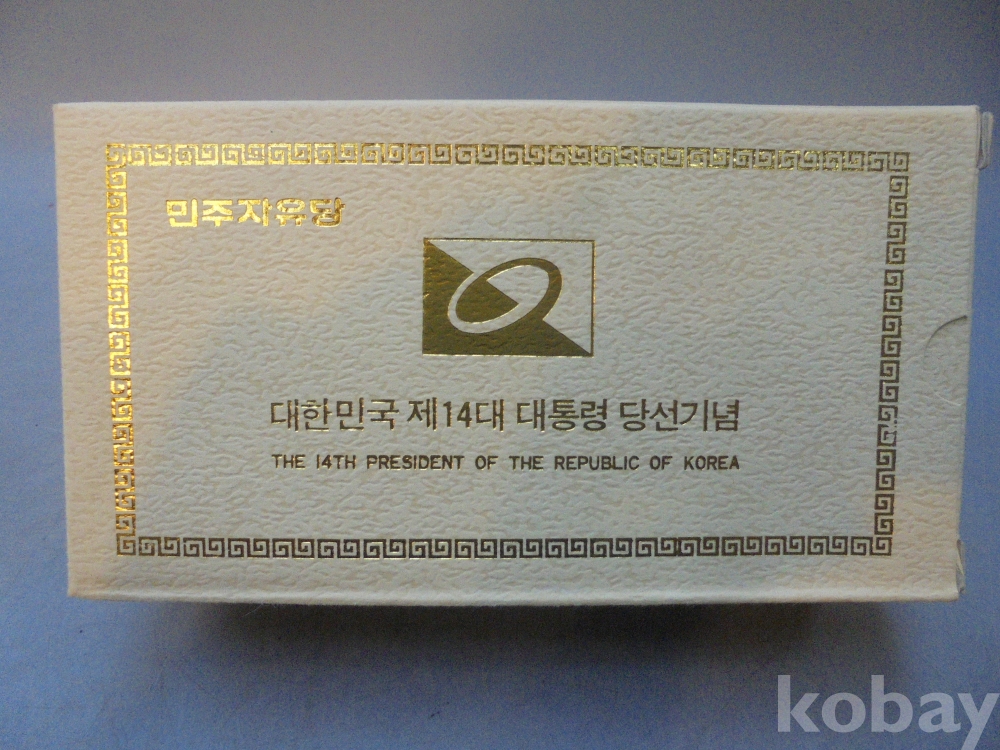 민주자유당
대한민국 제14대 대통령 당선기념
THE 14TH PRESIDENT OF THE REPUBLIC OF KOREA
kobay